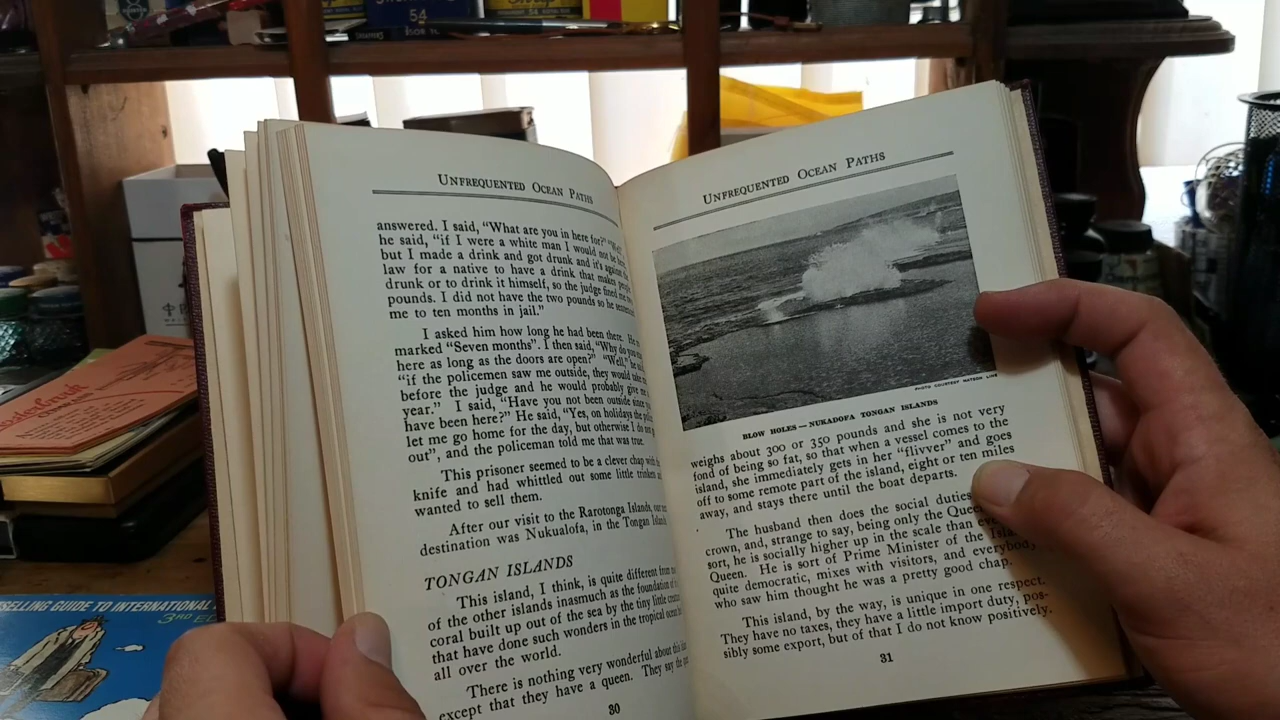 54
UNFREQUENTED OCEAN PATHS
answered. I said, "What are you in here for?"
he said, "if I were a white man I would not be
but I made a drink and got drunk and it's against
law for a native to have a drink that makes
drunk or to drink it himself, so the judge fined me
pounds. I did not have the two pounds so he
me to ten months in jail."
I asked him how long he had been there. He
marked "Seven months". I then said, "Why do you
here as long as the doors are open?" "Well," he
"if the policemen saw me outside, they would
before the judge and he would probably give
year." I said, "Have you not been outside since
have been here?" He said, "Yes, on holidays the
let me go home for the day, but otherwise I do
out", and the policeman told me that was true.
This prisoner seemed to be a clever chap with
knife and had whittled out some little
wanted to sell them.
After our visit to the Rarotonga Islands, our
destination was Nukualofa, in the Tongan Islands
TONGAN ISLANDS
This island, I think, is quite different from
of the other islands inasmuch as the foundation
coral built up out of the sea by the tiny little
that have done such wonders in the tropical
all over the world.
There is nothing very wonderful about this
except that they have a queen. They say the
30
UNFREQUENTED OCEAN PATHS
PHOTO COURTESY MATSON LINE
BLOW HOLES — NUKADOFA TONGAN ISLANDS
weighs about 300 or 350 pounds and she is not very
fond of being so fat, so that when a vessel comes to the
island, she immediately gets in her "flivver" and goes
off to some remote part of the island, eight or ten miles
away, and stays there until the boat departs.
The husband then does the social duties
crown, and, strange to say, being only the
sort, he is socially higher up in the scale than
Queen. He is sort of Prime Minister of the
quite democratic, mixes with visitors, and everybody
who saw him thought he was a pretty good chap.
This island, by the way, is unique in one respect.
They have no taxes, they have a little import duty, pos-
sibly some export, but of that I do not know positively.
31
SELLING GUIDE TO INTERNATIONAL
3RD